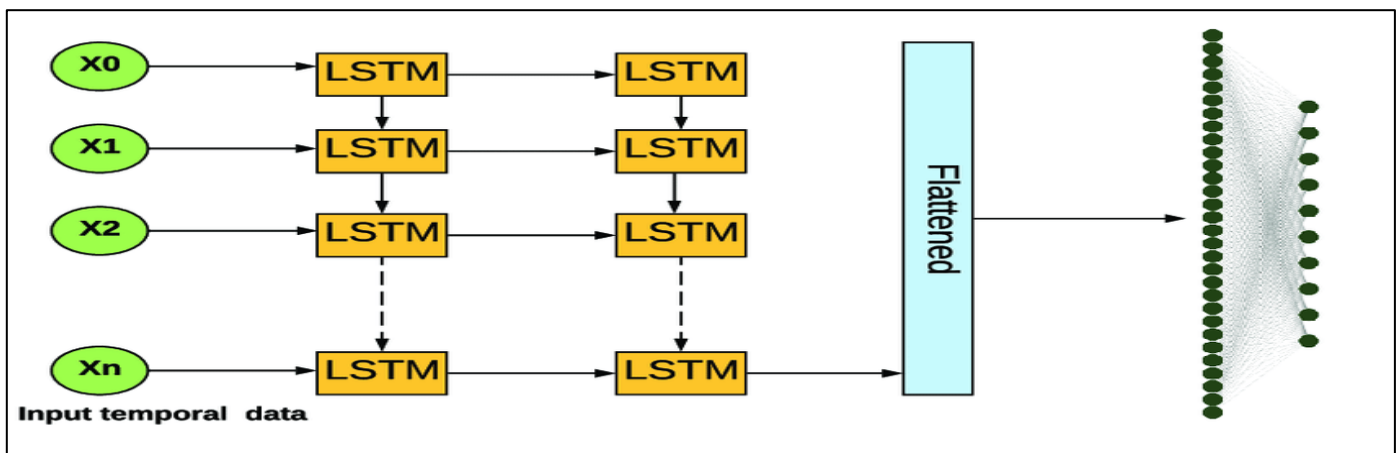 X0
LSTM
LSTM
X1
LSTM
LSTM
X2
LSTM
LSTM
Xn
LSTM
LSTM
Flattened
Input temporal data